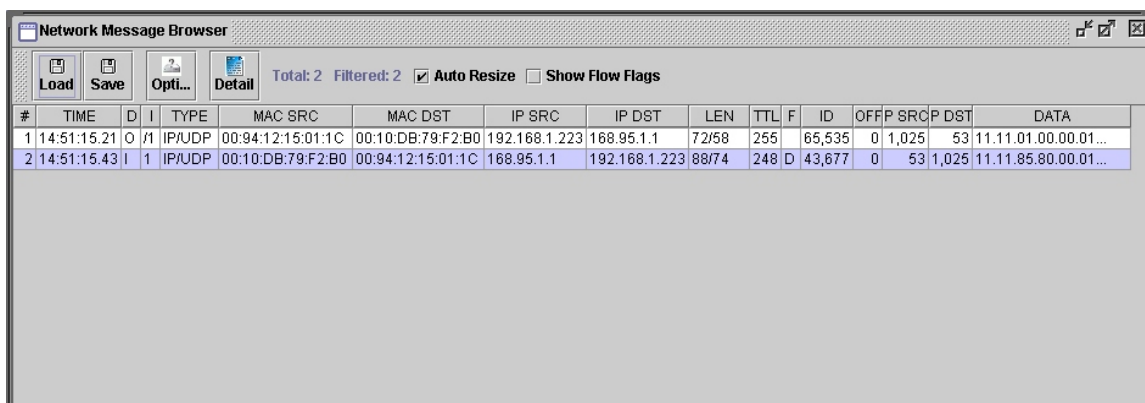 Network Message Browser
Load Save Opti... Detail Total: 2 Filtered: 2 Auto Resize Show Flow Flags
# TIME D I TYPE MAC SRC MAC DST IP SRC IP DST LEN TTL F ID OFF P SRC P DST DATA
1 14:51:15.21 O /1 IP/UDP 00:94:12:15:01:1C 00:10:DB:79:F2:B0 192.168.1.223 168.95.1.1 72/58 255 65,535 0 1,025 53 11.11.01.00.00.01...
2 14:51:15.43 I 1 IP/UDP 00:10:DB:79:F2:B0 00:94:12:15:01:1C 168.95.1.1 192.168.1.223 88/74 248 D 43,677 0 53 1,025 11.11.85.80.00.01...